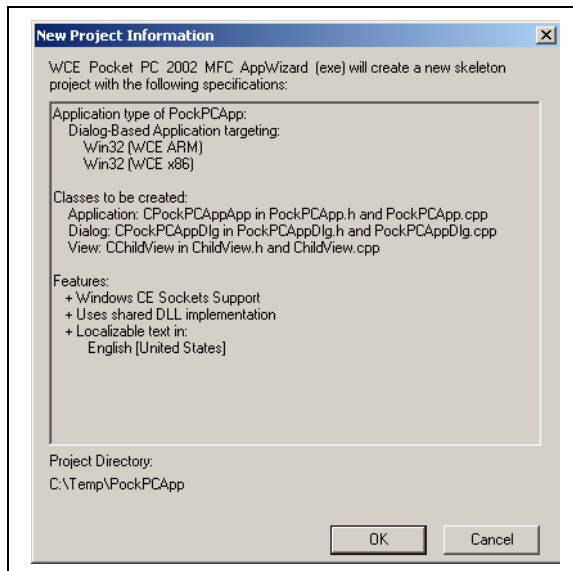 New Project Information
WCE Pocket PC 2002 MFC AppWizard (exe) will create a new skeleton
project with the following specifications:
Application type of PockPCApp:
Dialog-Based Application targeting:
Win32 (WCE ARM)
Win32 (WCE x86)
Classes to be created:
Application: CPockPCAppApp in PockPCApp.h and PockPCApp.cpp
Dialog: CPockPCAppDlg in PockPCAppDlg.h and PockPCAppDlg.cpp
View: CChildView in ChildView.h and ChildView.cpp
Features:
+ Windows CE Sockets Support
+ Uses shared DLL implementation
+ Localizable text in:
English [United States]
Project Directory:
C:\Temp\PockPCApp
OK Cancel